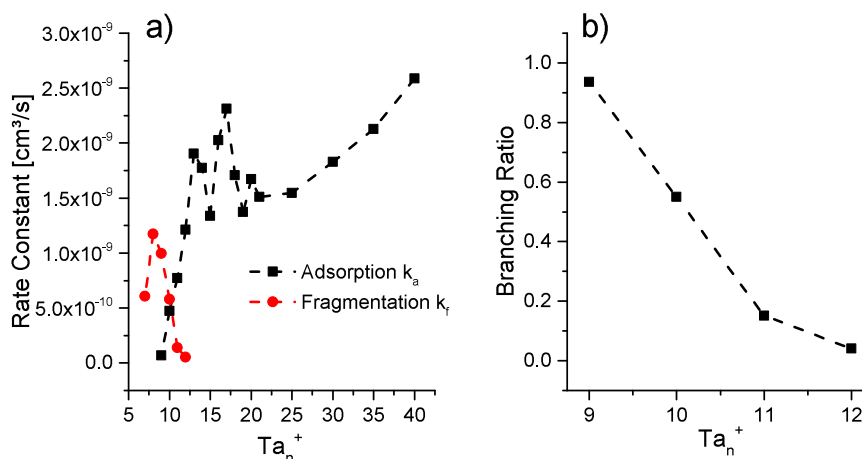 a)
Rate Constant [cm³/s]
3.0x10⁻⁹
2.5x10⁻⁹
2.0x10⁻⁹
1.5x10⁻⁹
1.0x10⁻⁹
5.0x10⁻¹⁰
0.0
Adsorption kₐ
Fragmentation k_f
5 10 15 20 25 30 35 40
Taₙ⁺
b)
Branching Ratio
1.0
0.8
0.6
0.4
0.2
0.0
9 10 11 12
Taₙ⁺